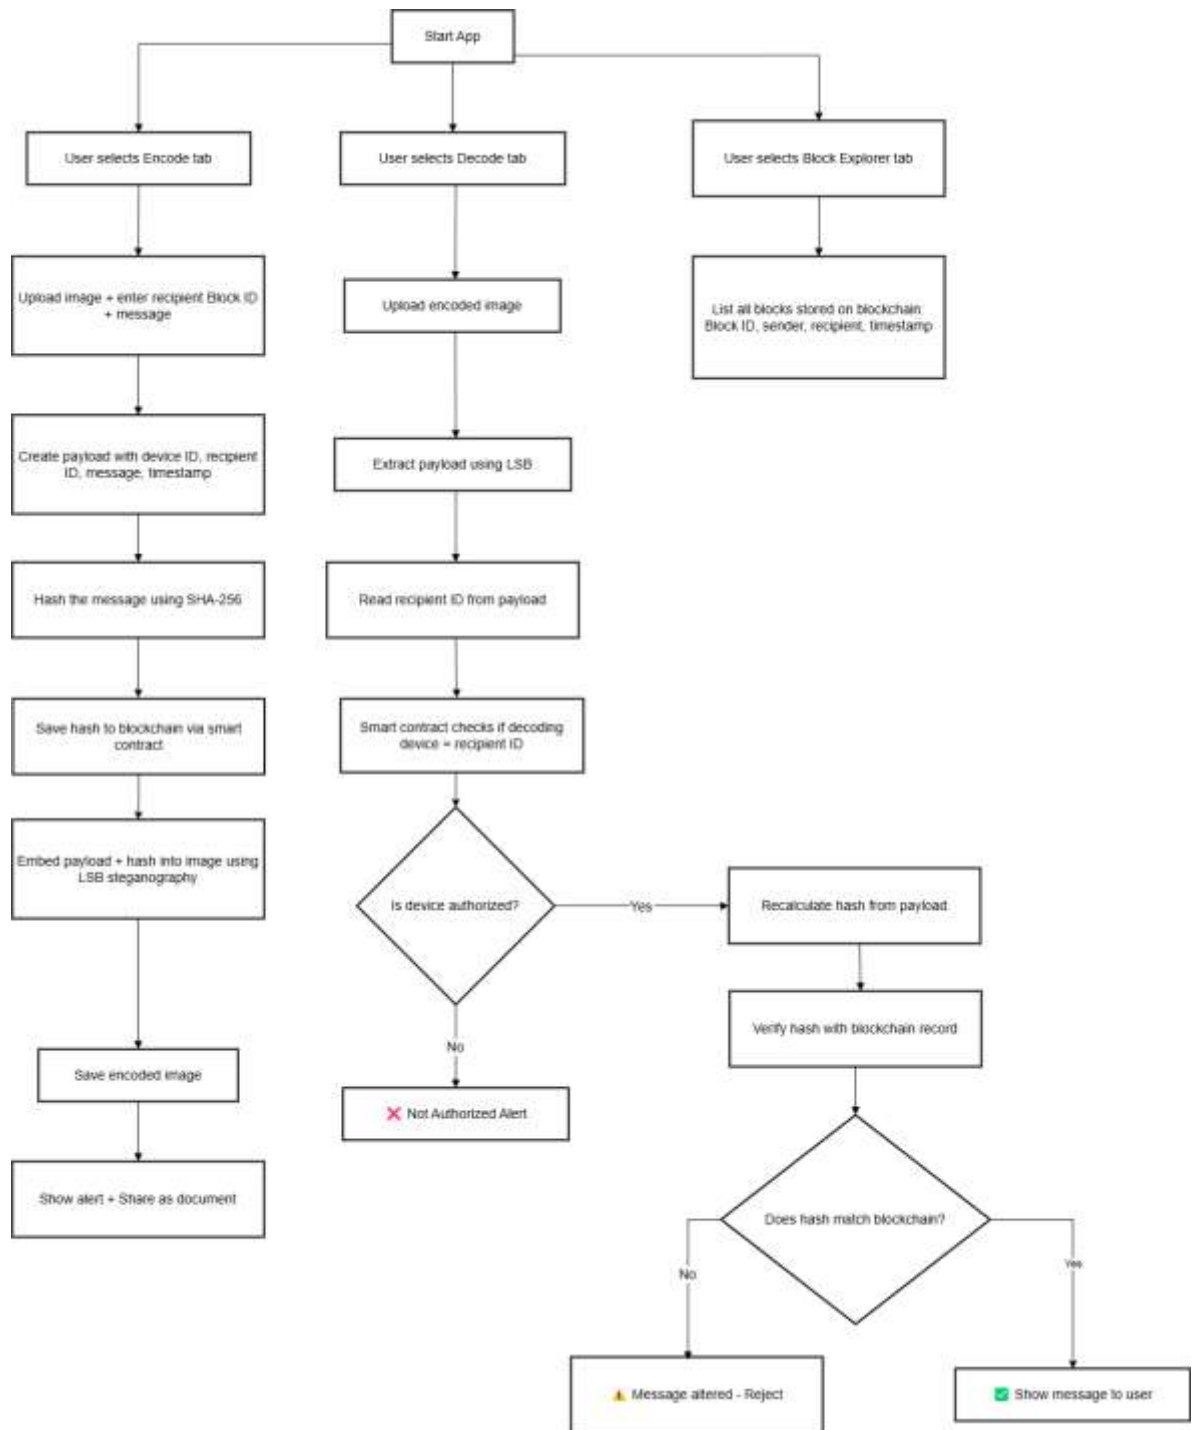 Start App
User selects Encode tab
User selects Decode tab
User selects Block Explorer tab
Upload image + enter recipient Block ID
+ message
Upload encoded image
List all blocks stored on blockchain:
Block ID, sender, recipient, timestamp
Create payload with device ID, recipient
ID, message, timestamp
Extract payload using LSB
Hash the message using SHA-256
Read recipient ID from payload
Save hash to blockchain via smart
contract
Smart contract checks if decoding
device = recipient ID
Embed payload + hash into image using
LSB steganography
Is device authorized?
Yes
Recalculate hash from payload
Verify hash with blockchain record
No
Save encoded image
❌ Not Authorized Alert
Show alert + Share as document
Does hash match blockchain?
No
Yes
⚠️ Message altered - Reject
✅ Show message to user